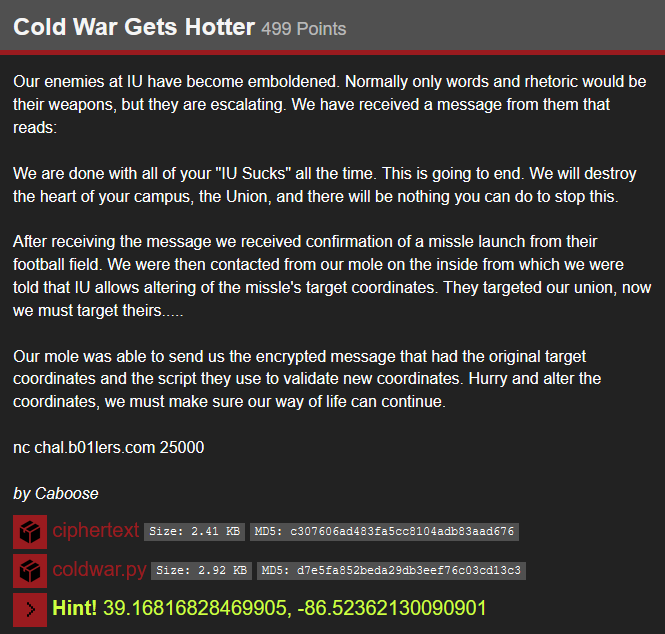 Cold War Gets Hotter 499 Points
Our enemies at IU have become emboldened. Normally only words and rhetoric would be
their weapons, but they are escalating. We have received a message from them that
reads:
We are done with all of your "IU Sucks" all the time. This is going to end. We will destroy
the heart of your campus, the Union, and there will be nothing you can do to stop this.
After receiving the message we received confirmation of a missle launch from their
football field. We were then contacted from our mole on the inside from which we were
told that IU allows altering of the missle's target coordinates. They targeted our union, now
we must target theirs.....
Our mole was able to send us the encrypted message that had the original target
coordinates and the script they use to validate new coordinates. Hurry and alter the
coordinates, we must make sure our way of life can continue.
nc chal.b01lers.com 25000
by Caboose
ciphertext Size: 2.41 KB MD5: c307606ad483fa5cc8104adb83aad676
coldwar.py Size: 2.92 KB MD5: d7e5fa852beda29db3eef76c03cd13c3
Hint! 39.16816828469905, -86.52362130090901